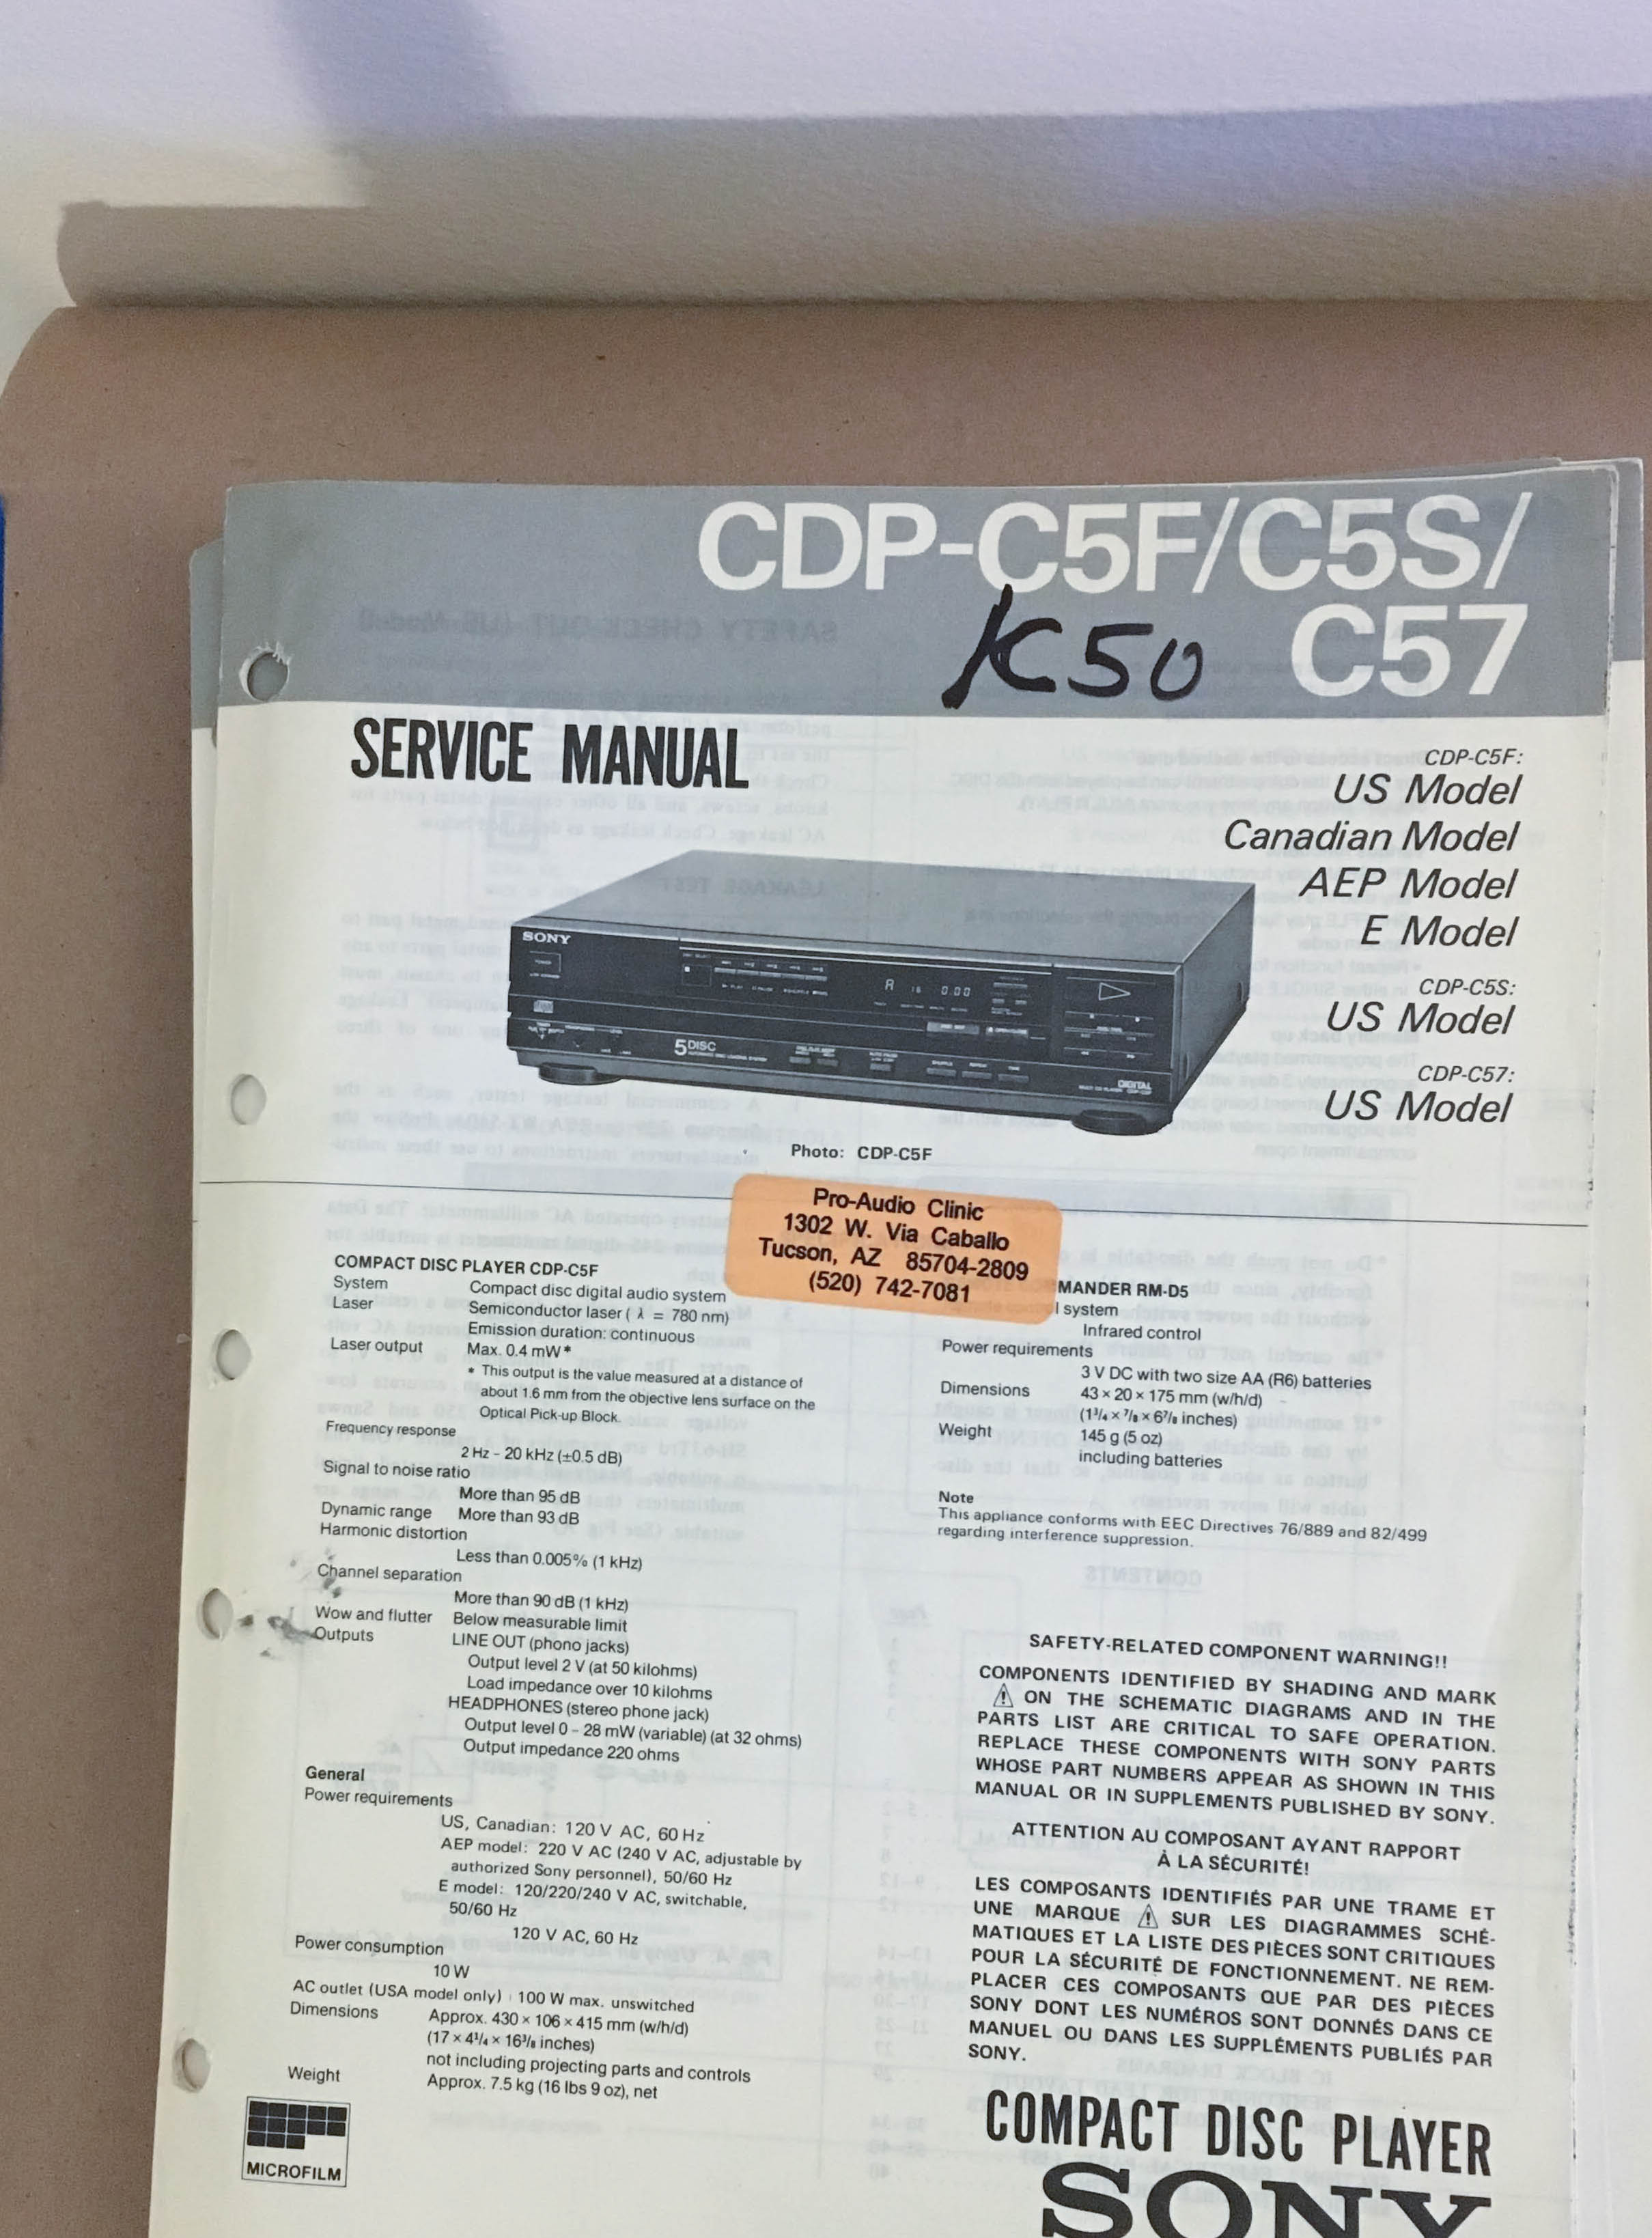 CDP-C5F/C5S/
K50 C57
SERVICE MANUAL
CDP-C5F:
US Model
Canadian Model
AEP Model
E Model
CDP-C5S:
US Model
CDP-C57:
US Model
SONY
5 DISC
DIGITAL
Photo: CDP-C5F
Pro-Audio Clinic
1302 W. Via Caballo
Tucson, AZ 85704-2809
(520) 742-7081
COMPACT DISC PLAYER CDP-C5F
System Compact disc digital audio system
Laser Semiconductor laser ( λ = 780 nm)
Emission duration: continuous
Laser output Max. 0.4 mW*
* This output is the value measured at a distance of
about 1.6 mm from the objective lens surface on the
Optical Pick-up Block.
Frequency response
2 Hz – 20 kHz (±0.5 dB)
Signal to noise ratio
More than 95 dB
Dynamic range More than 93 dB
Harmonic distortion
Less than 0.005% (1 kHz)
Channel separation
More than 90 dB (1 kHz)
Wow and flutter Below measurable limit
Outputs LINE OUT (phono jacks)
Output level 2 V (at 50 kilohms)
Load impedance over 10 kilohms
HEADPHONES (stereo phone jack)
Output level 0 – 28 mW (variable) (at 32 ohms)
Output impedance 220 ohms
General
Power requirements
US, Canadian: 120 V AC, 60 Hz
AEP model: 220 V AC (240 V AC, adjustable by
authorized Sony personnel), 50/60 Hz
E model: 120/220/240 V AC, switchable,
50/60 Hz
120 V AC, 60 Hz
Power consumption
10 W
AC outlet (USA model only) 100 W max. unswitched
Dimensions Approx. 430 × 106 × 415 mm (w/h/d)
(17 × 4¼ × 16⅜ inches)
not including projecting parts and controls
Weight Approx. 7.5 kg (16 lbs 9 oz), net
MICROFILM
MANDER RM-D5
l system
Infrared control
Power requirements
3 V DC with two size AA (R6) batteries
Dimensions 43 × 20 × 175 mm (w/h/d)
(1¾ × ⅞ × 6⅞ inches)
Weight 145 g (5 oz)
including batteries
Note
This appliance conforms with EEC Directives 76/889 and 82/499
regarding interference suppression.
SAFETY-RELATED COMPONENT WARNING!!
COMPONENTS IDENTIFIED BY SHADING AND MARK
⚠ ON THE SCHEMATIC DIAGRAMS AND IN THE
PARTS LIST ARE CRITICAL TO SAFE OPERATION.
REPLACE THESE COMPONENTS WITH SONY PARTS
WHOSE PART NUMBERS APPEAR AS SHOWN IN THIS
MANUAL OR IN SUPPLEMENTS PUBLISHED BY SONY.
ATTENTION AU COMPOSANT AYANT RAPPORT
À LA SÉCURITÉ!
LES COMPOSANTS IDENTIFIÉS PAR UNE TRAME ET
UNE MARQUE ⚠ SUR LES DIAGRAMMES SCHÉ-
MATIQUES ET LA LISTE DES PIÈCES SONT CRITIQUES
POUR LA SÉCURITÉ DE FONCTIONNEMENT. NE REM-
PLACER CES COMPOSANTS QUE PAR DES PIÈCES
SONY DONT LES NUMÉROS SONT DONNÉS DANS CE
MANUEL OU DANS LES SUPPLÉMENTS PUBLIÉS PAR
SONY.
COMPACT DISC PLAYER
SONY